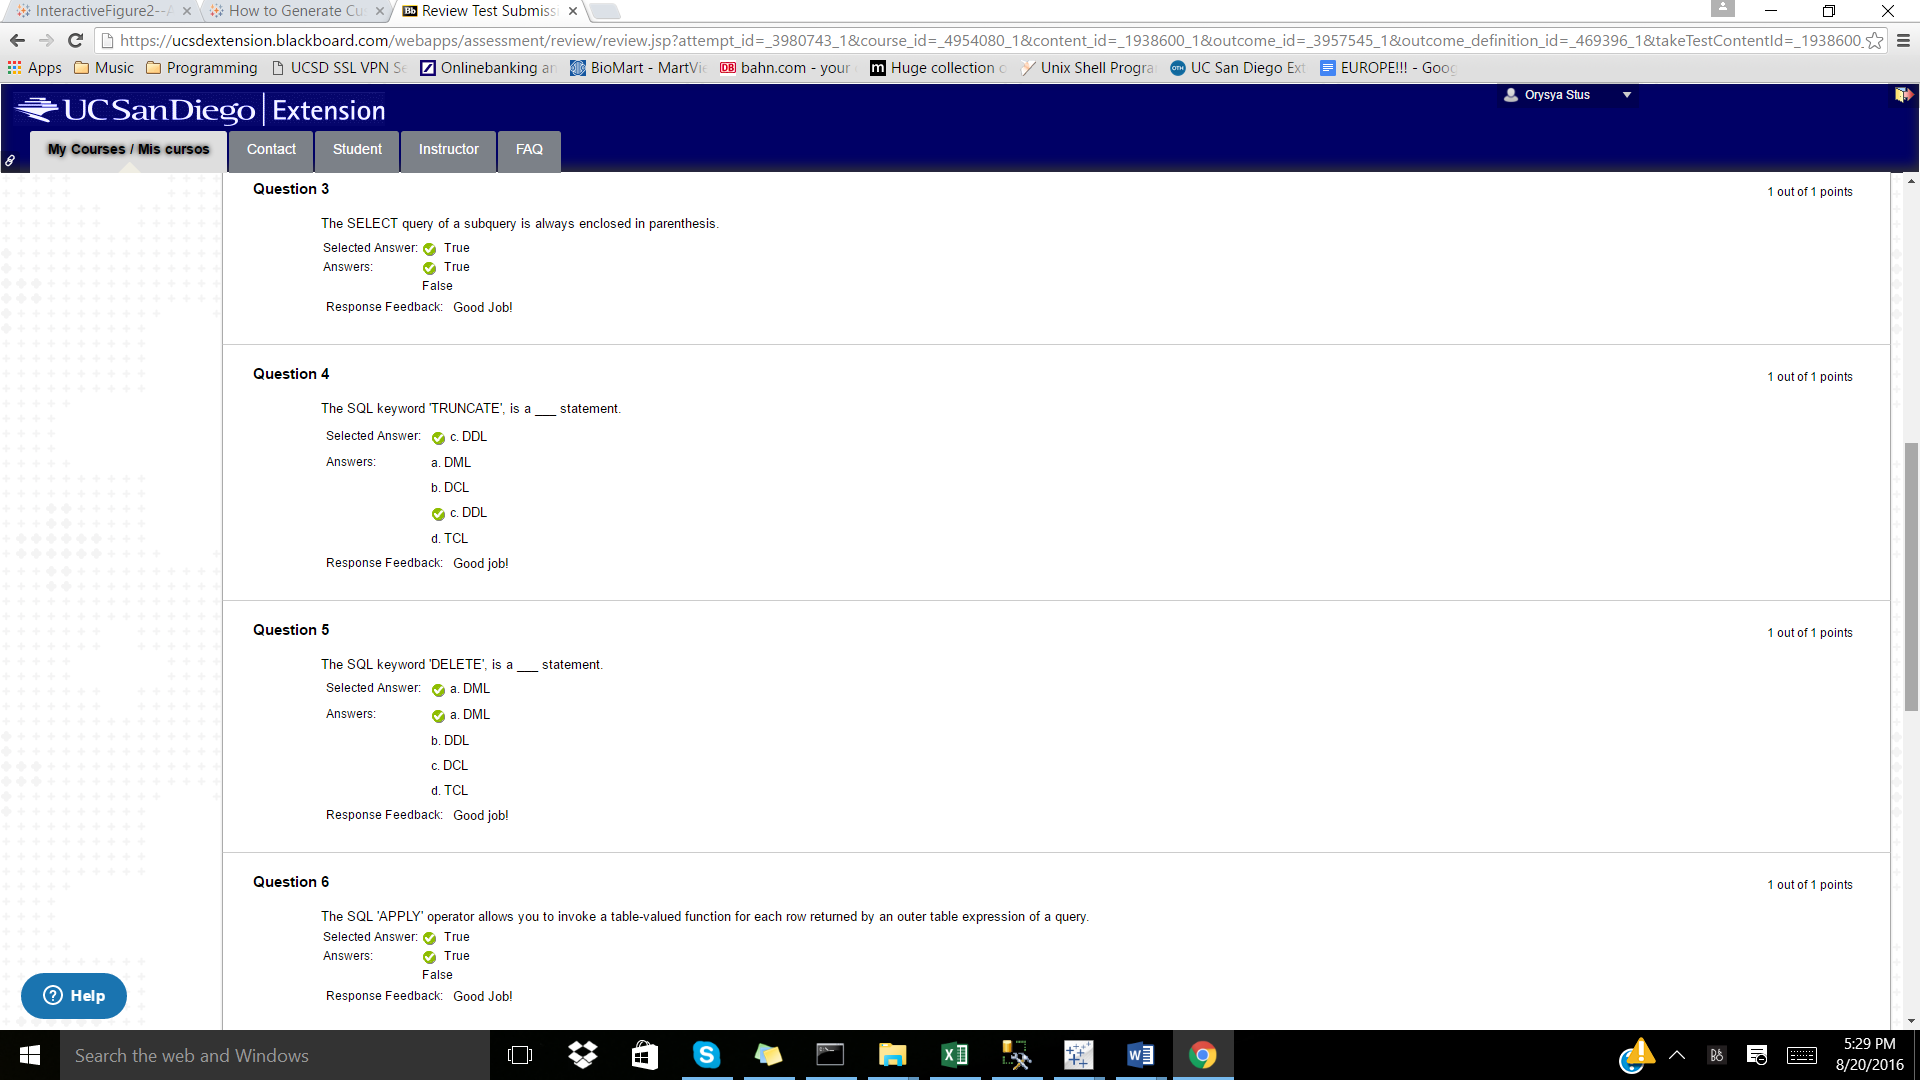 InteractiveFigure2--A
How to Generate Cu
Review Test Submiss
https://ucsdextension.blackboard.com/webapps/assessment/review/review.jsp?attempt_id=_3980743_1&course_id=_4954080_1&content_id=_1938600_1&outcome_id=_3957545_1&outcome_definition_id=_469396_1&takeTestContentId=_1938600_
Apps Music Programming UCSD SSL VPN Se Onlinebanking an BioMart - MartVi bahn.com - your Huge collection o Unix Shell Progra UC San Diego Ext EUROPE!!! - Goog
UC San Diego Extension
Orysya Stus
My Courses / Mis cursos Contact Student Instructor FAQ
Question 3
1 out of 1 points
The SELECT query of a subquery is always enclosed in parenthesis.
Selected Answer: True
Answers: True
False
Response Feedback: Good Job!
Question 4
1 out of 1 points
The SQL keyword 'TRUNCATE', is a ___ statement.
Selected Answer: c. DDL
Answers: a. DML
b. DCL
c. DDL
d. TCL
Response Feedback: Good job!
Question 5
1 out of 1 points
The SQL keyword 'DELETE', is a ___ statement.
Selected Answer: a. DML
Answers: a. DML
b. DDL
c. DCL
d. TCL
Response Feedback: Good job!
Question 6
1 out of 1 points
The SQL 'APPLY' operator allows you to invoke a table-valued function for each row returned by an outer table expression of a query.
Selected Answer: True
Answers: True
False
Response Feedback: Good Job!
Help
Search the web and Windows
5:29 PM
8/20/2016